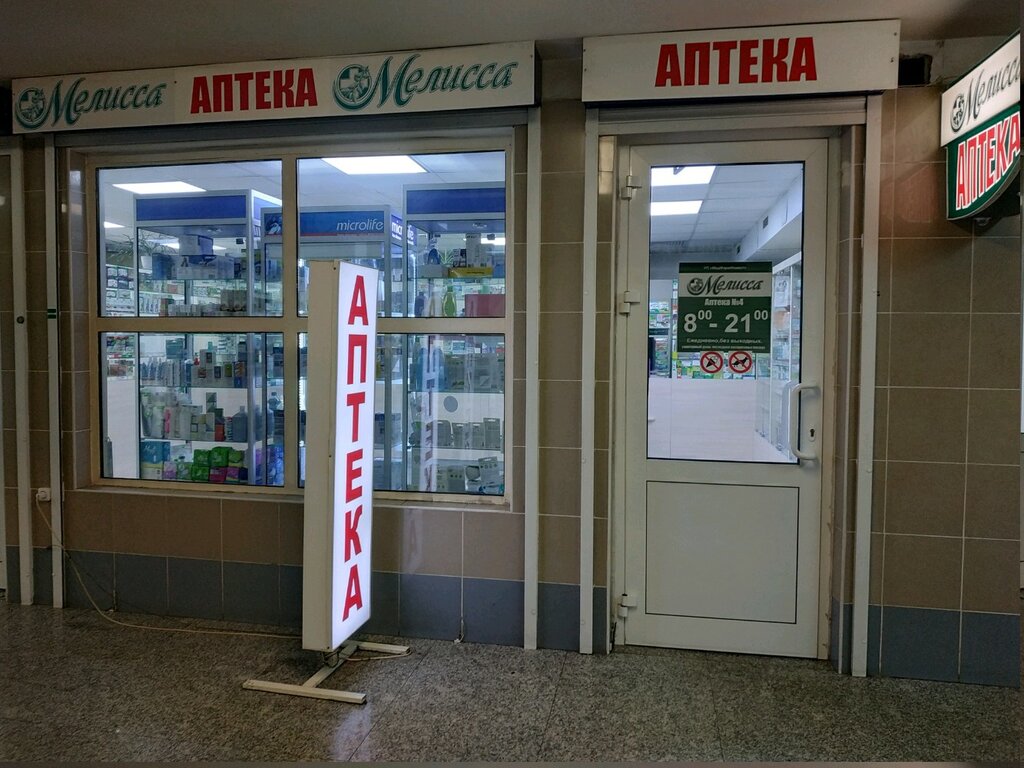 Мелисса АПТЕКА Мелисса
АПТЕКА
Мелисса
АПТЕКА
microlife
АПТЕКА
Мелисса
Аптека №4
8⁰⁰ - 21⁰⁰
Ежедневно, без выходных.